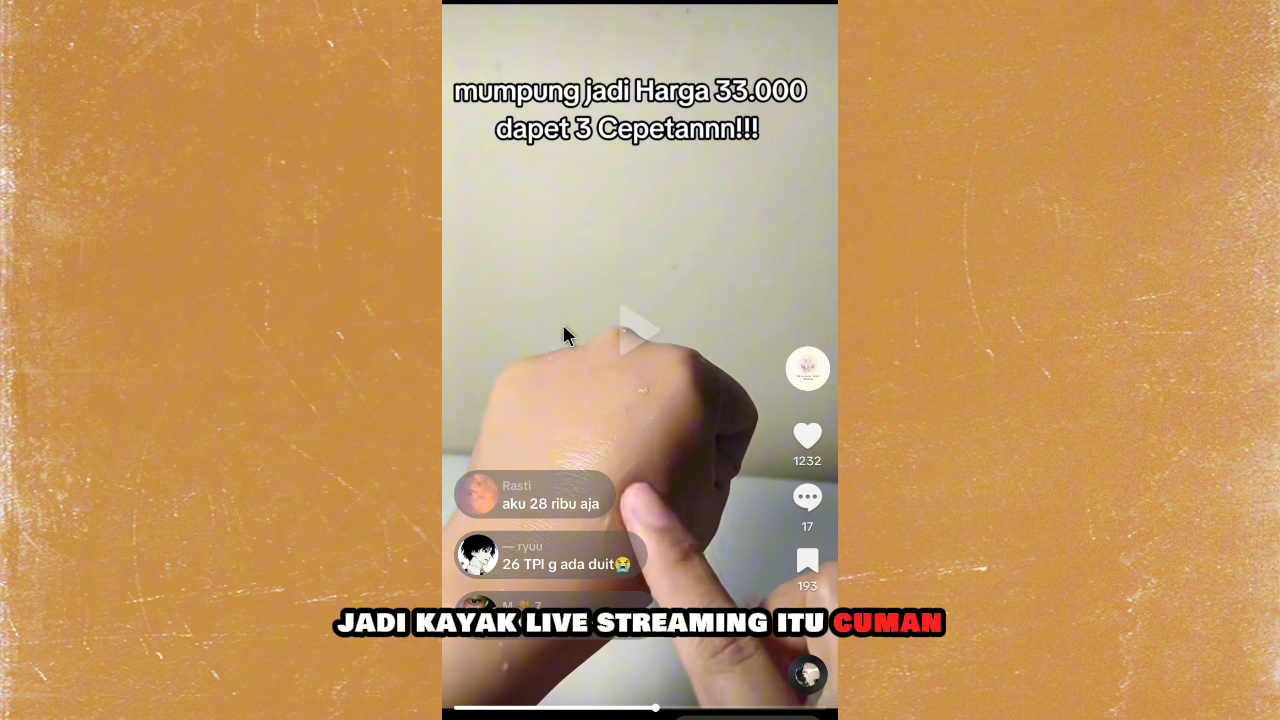 mumpung jadi Harga 33.000
dapet 3 Cepetannn!!!
1232
Rasti
aku 28 ribu aja
17
— ryuu
26 TPI g ada duit😭
193
JADI KAYAK LIVE STREAMING ITU CUMAN